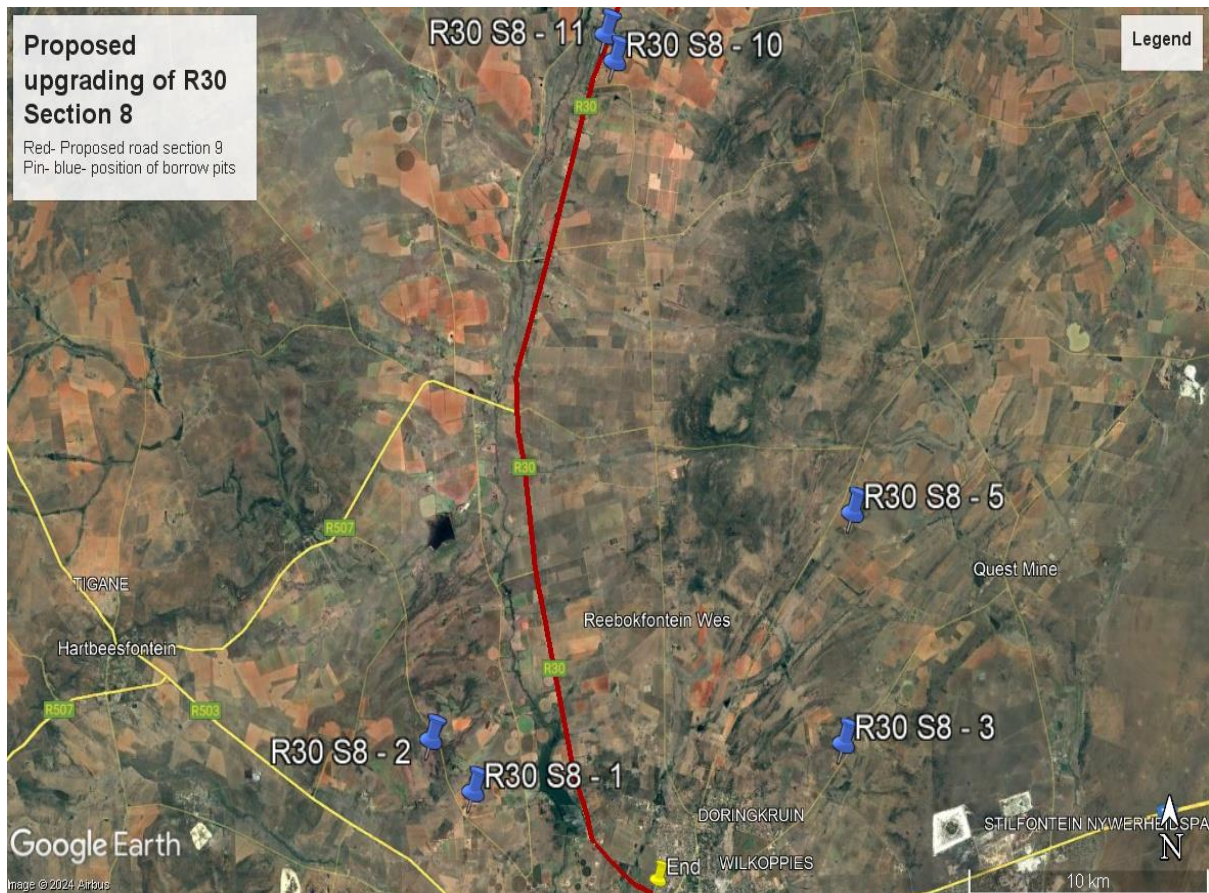 Proposed
upgrading of R30
Section 8
Red- Proposed road section 9
Pin- blue- position of borrow pits
Legend
R30 S8 - 11
R30 S8 - 10
R30
R30
R30 S8 - 5
R507
TIGANE
Quest Mine
Reebokfontein Wes
Hartbeesfontein
R30
R507
R503
R30 S8 - 2
R30 S8 - 3
R30 S8 - 1
DORINGKRUIN
STILFONTEIN NYWERHEIDSPA
N
Google Earth
End
WILKOPPIES
10 km
Image © 2024 Airbus